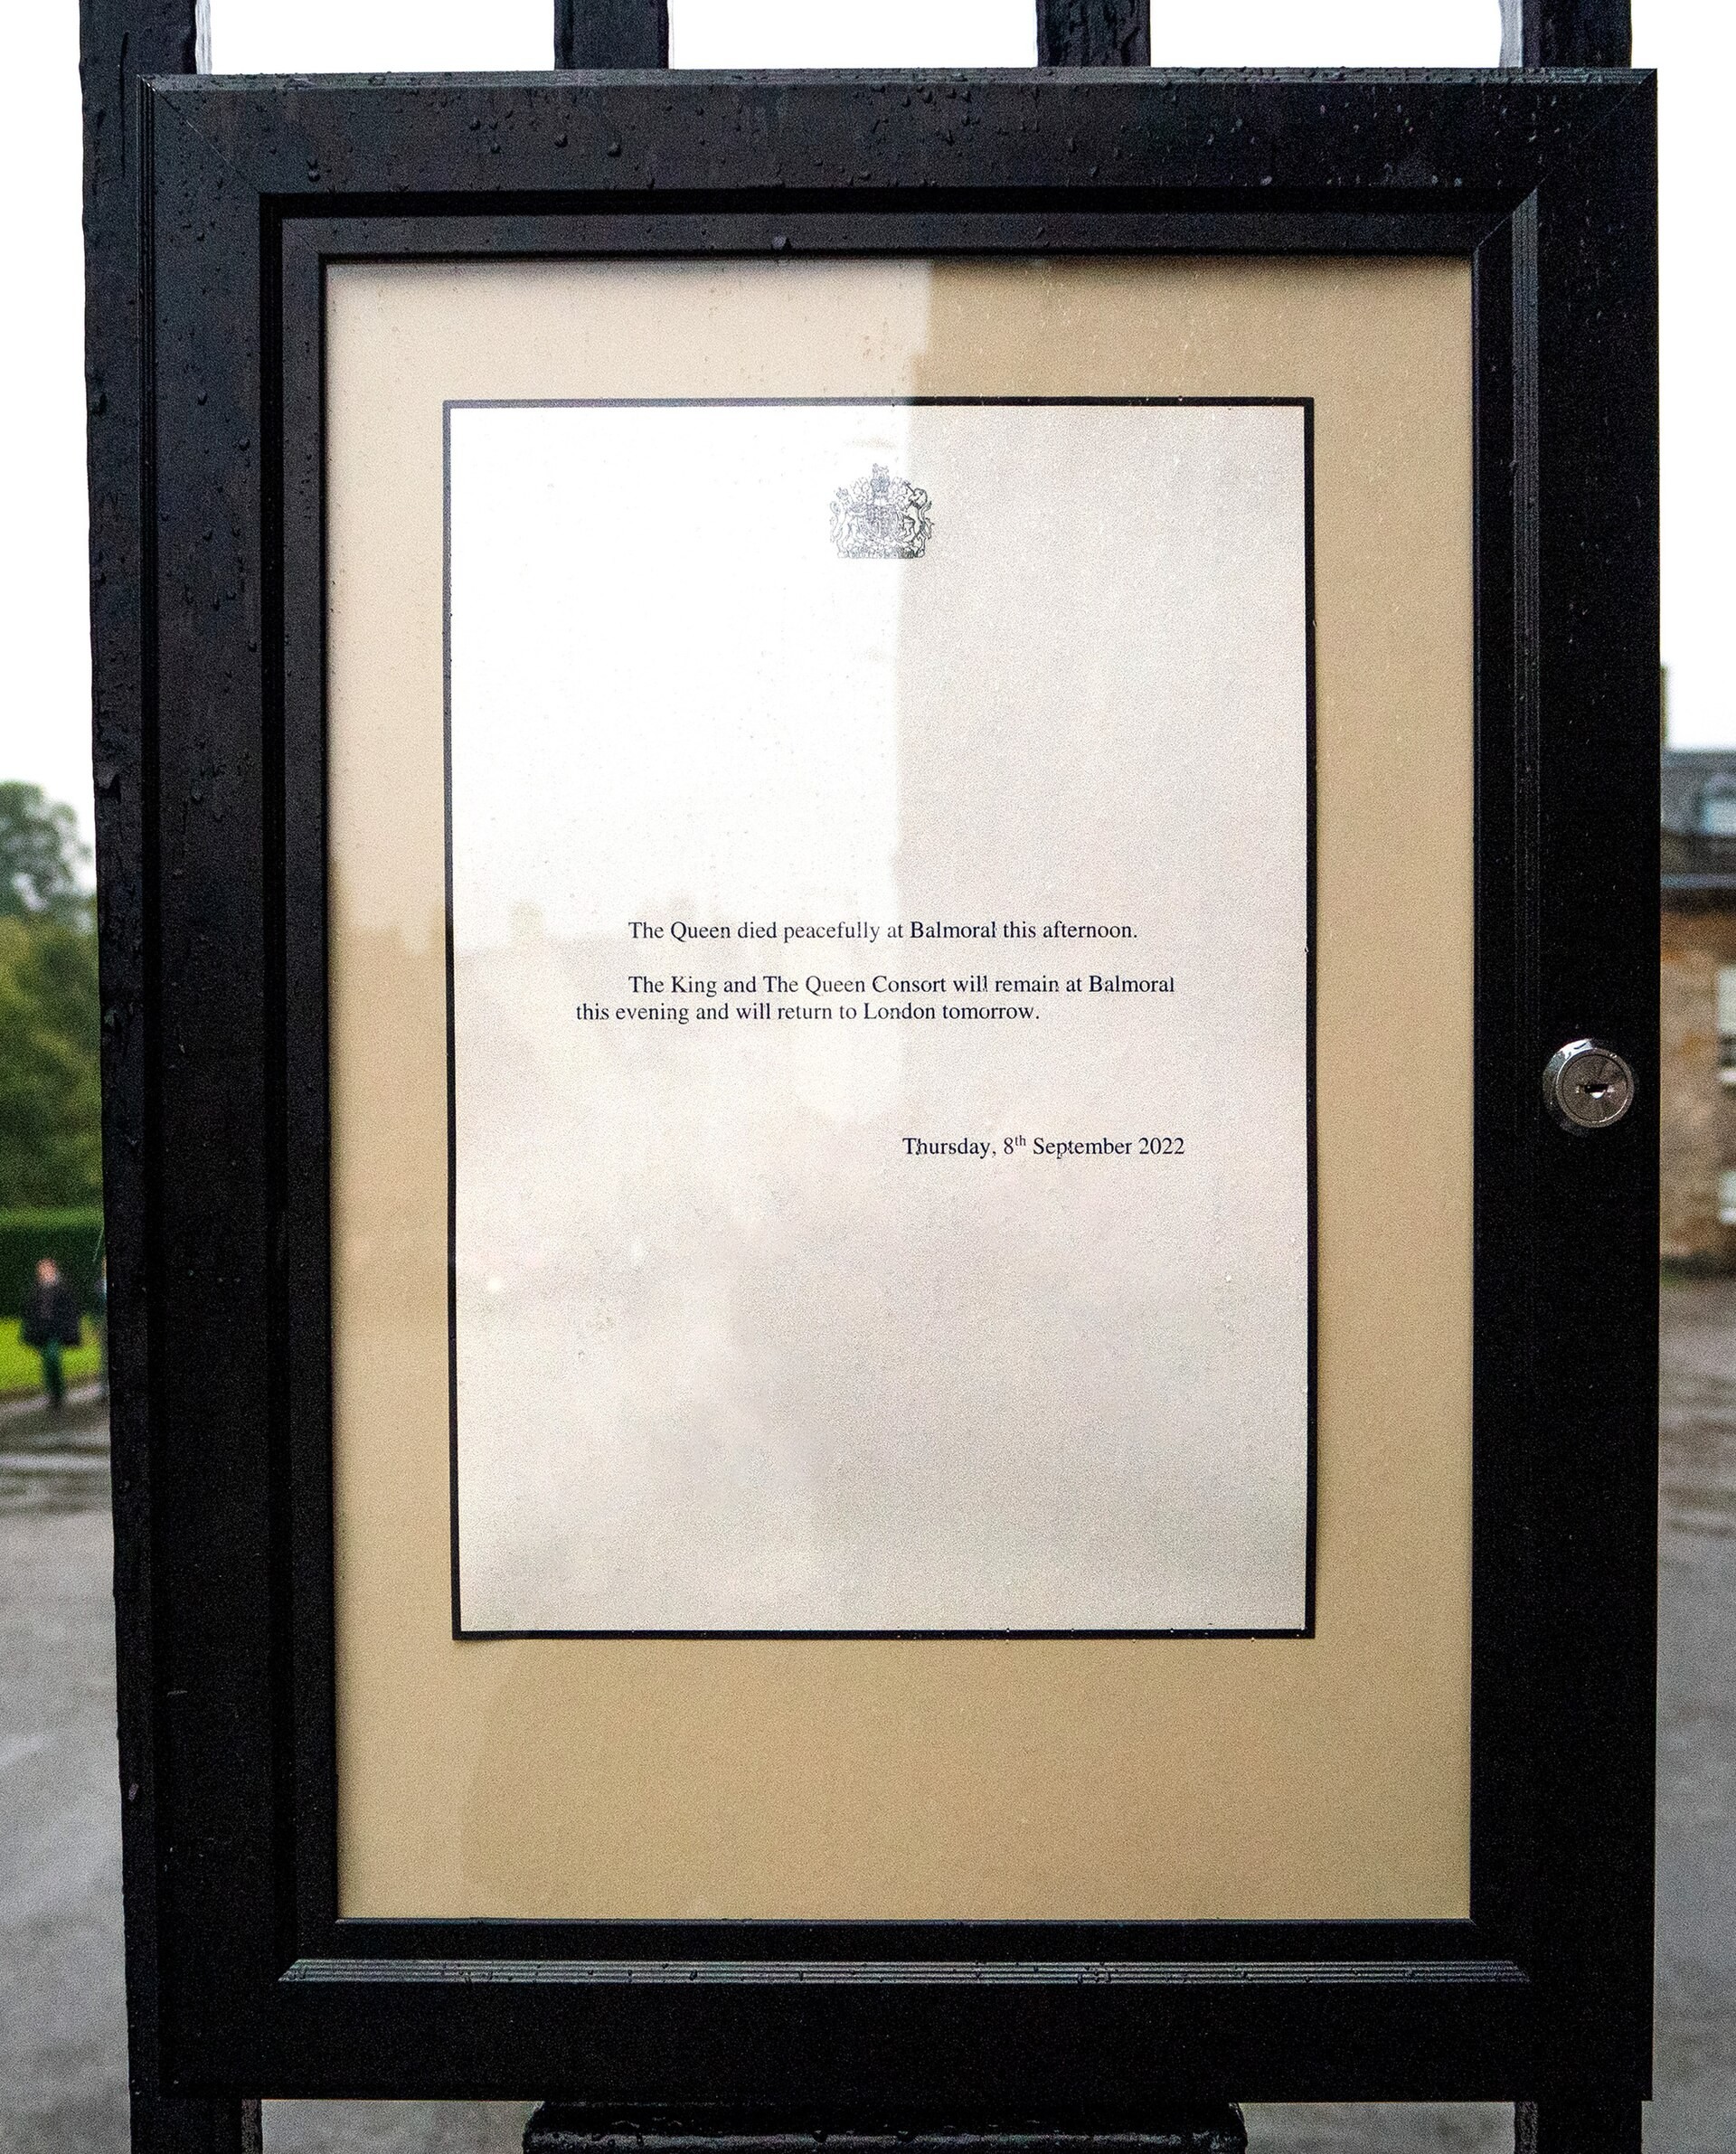 The Queen died peacefully at Balmoral this afternoon.
The King and The Queen Consort will remain at Balmoral
this evening and will return to London tomorrow.
Thursday, 8th September 2022